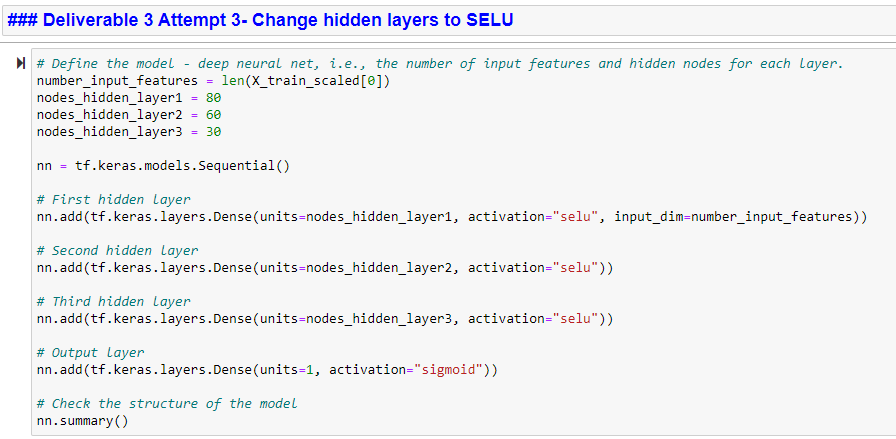 ### Deliverable 3 Attempt 3- Change hidden layers to SELU
# Define the model - deep neural net, i.e., the number of input features and hidden nodes for each layer.
number_input_features = len(X_train_scaled[0])
nodes_hidden_layer1 = 80
nodes_hidden_layer2 = 60
nodes_hidden_layer3 = 30
nn = tf.keras.models.Sequential()
# First hidden layer
nn.add(tf.keras.layers.Dense(units=nodes_hidden_layer1, activation="selu", input_dim=number_input_features))
# Second hidden layer
nn.add(tf.keras.layers.Dense(units=nodes_hidden_layer2, activation="selu"))
# Third hidden layer
nn.add(tf.keras.layers.Dense(units=nodes_hidden_layer3, activation="selu"))
# Output layer
nn.add(tf.keras.layers.Dense(units=1, activation="sigmoid"))
# Check the structure of the model
nn.summary()